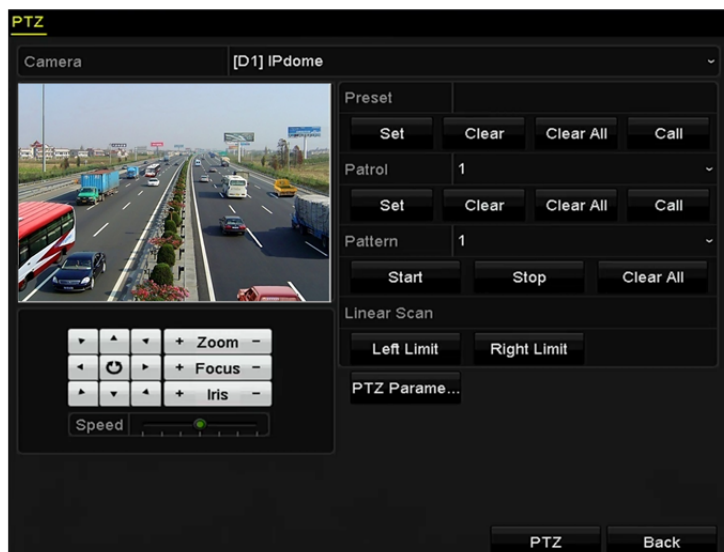 PTZ
Camera [D1] IPdome
Preset
Set Clear Clear All Call
Patrol 1
Set Clear Clear All Call
Pattern 1
Start Stop Clear All
Linear Scan
Left Limit Right Limit
PTZ Parame...
+ Zoom −
+ Focus −
+ Iris −
Speed
PTZ Back